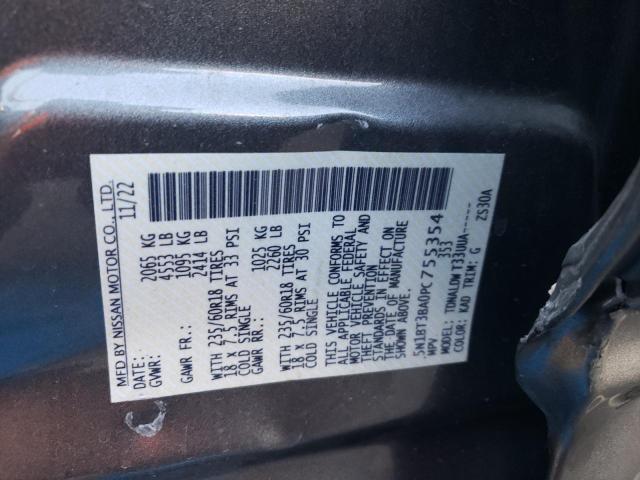 MFD BY NISSAN MOTOR CO., LTD.
DATE: 11/22
GVWR: 2065 KG
4553 LB
GAWR FR.: 1095 KG
2414 LB
WITH 235/60R18 TIRES
18 X 7.5 RIMS AT 33 PSI
COLD SINGLE
GAWR RR.: 1025 KG
2260 LB
WITH 235/60R18 TIRES
18 X 7.5 RIMS AT 30 PSI
COLD SINGLE
THIS VEHICLE CONFORMS TO
ALL APPLICABLE FEDERAL
MOTOR VEHICLE SAFETY AND
THEFT PREVENTION
STANDARDS IN EFFECT ON
THE DATE OF MANUFACTURE
SHOWN ABOVE.
5N1BT3BA0PC755354
MPV 353
MODEL: TDNALDW T33UUA-----
COLOR: KAD TRIM: G ZS30A